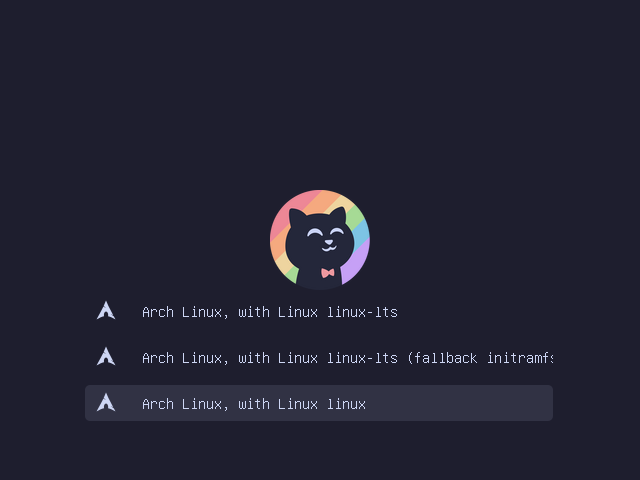 Arch Linux, with Linux linux-lts
Arch Linux, with Linux linux-lts (fallback initramfs
Arch Linux, with Linux linux